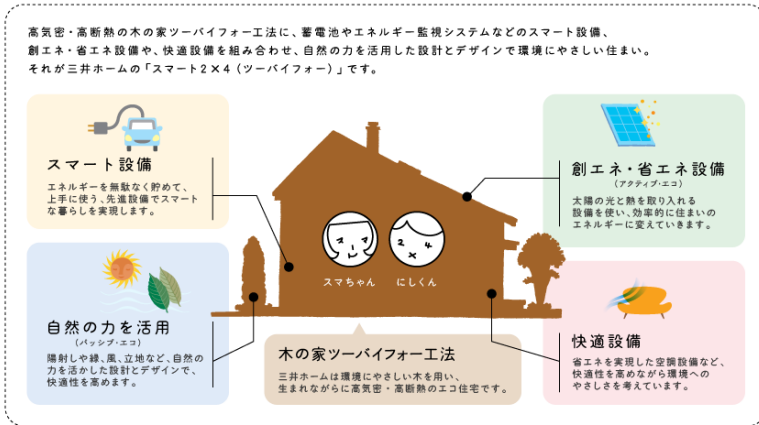 高気密・高断熱の木の家ツーバイフォー工法に、蓄電池やエネルギー監視システムなどのスマート設備、
創エネ・省エネ設備や、快適設備を組み合わせ、自然の力を活用した設計とデザインで環境にやさしい住まい。
それが三井ホームの「スマート2×4（ツーバイフォー）」です。
スマート設備
エネルギーを無駄なく貯めて、
上手に使う、先進設備でスマート
な暮らしを実現します。
創エネ・省エネ設備
（アクティブ・エコ）
太陽の光と熱を取り入れる
設備を使い、効率的に住まいの
エネルギーに変えていきます。
2 4
×
スマちゃん
にしくん
自然の力を活用
（パッシブ・エコ）
陽射しや緑、風、立地など、自然の
力を活かした設計とデザインで、
快適性を高めます。
木の家ツーバイフォー工法
三井ホームは環境にやさしい木を用い、
生まれながらに高気密・高断熱のエコ住宅です。
快適設備
省エネを実現した空調設備など、
快適性を高めながら環境への
やさしさを考えています。